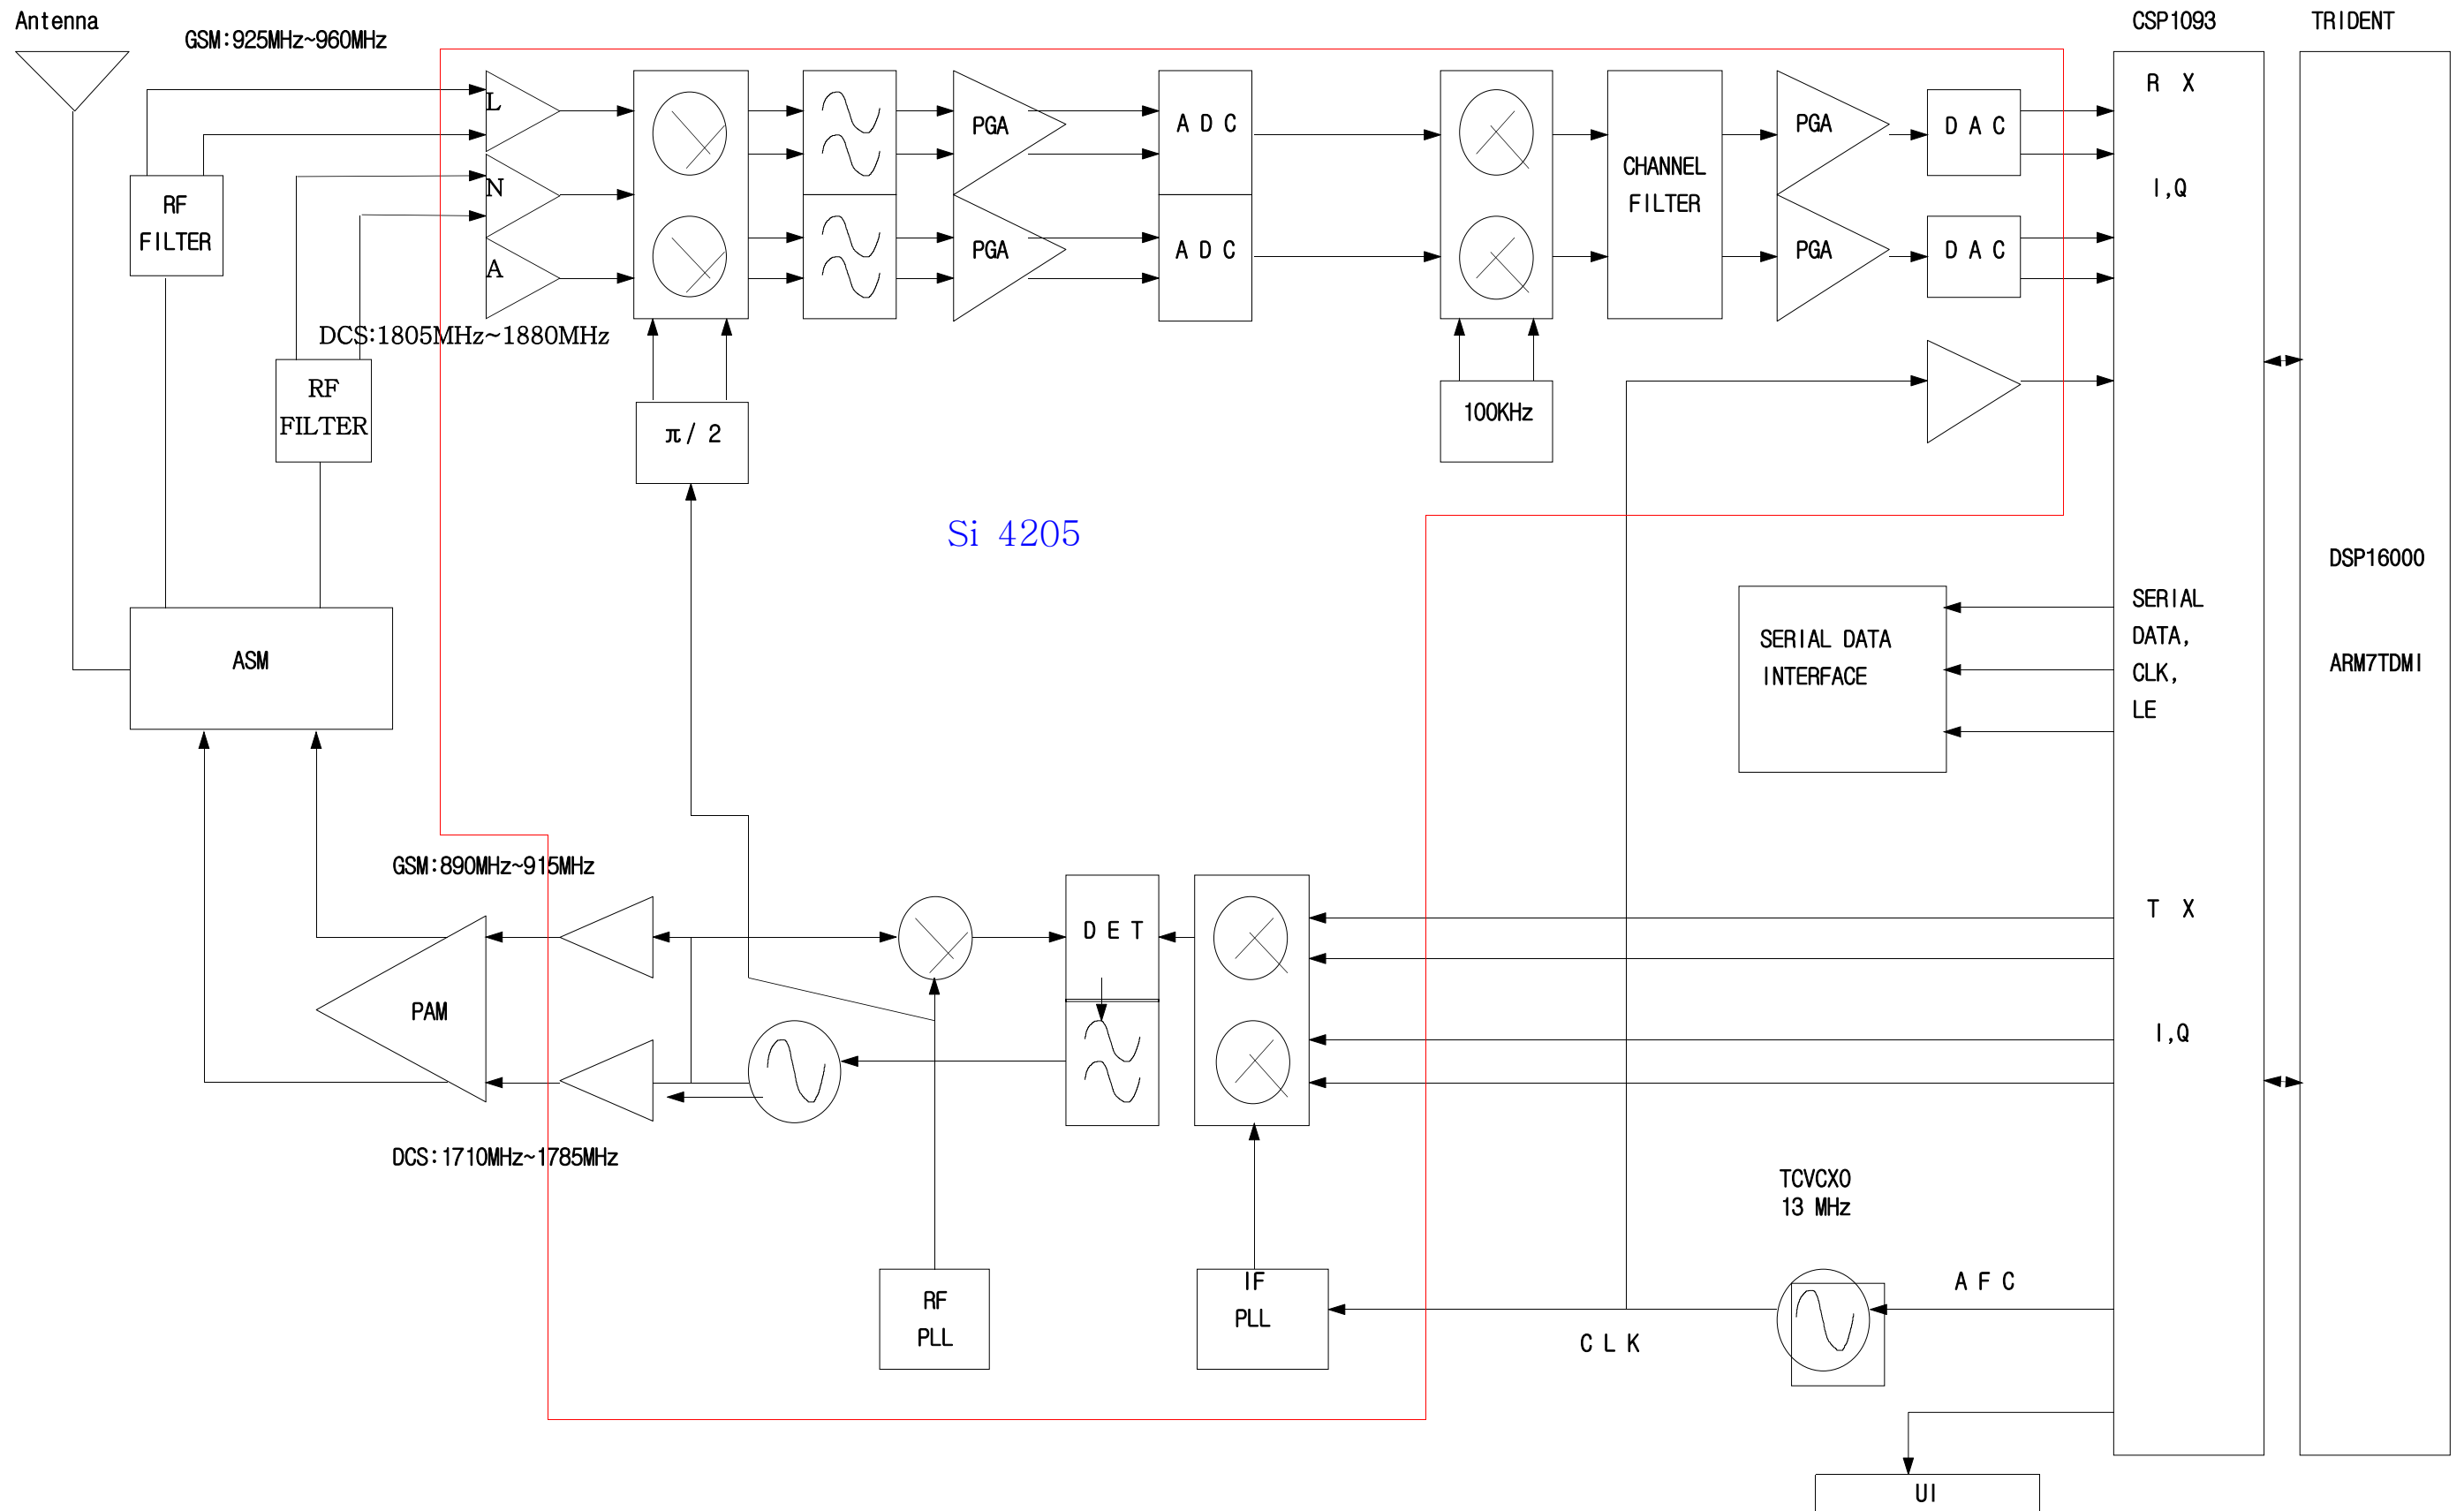 Antenna
GSM:925MHz~960MHz
CSP1093
TRIDENT
L
N
A
PGA
PGA
A D C
A D C
CHANNEL
FILTER
PGA
PGA
D A C
D A C
R X
I,Q
RF
FILTER
DCS:1805MHz~1880MHz
RF
FILTER
π/ 2
100KHz
Si 4205
DSP16000
ARM7TDMI
ASM
SERIAL DATA
INTERFACE
SERIAL
DATA,
CLK,
LE
GSM:890MHz~915MHz
D E T
T X
PAM
I,Q
DCS:1710MHz~1785MHz
TCVCXO
13 MHz
RF
PLL
IF
PLL
A F C
C L K
UI